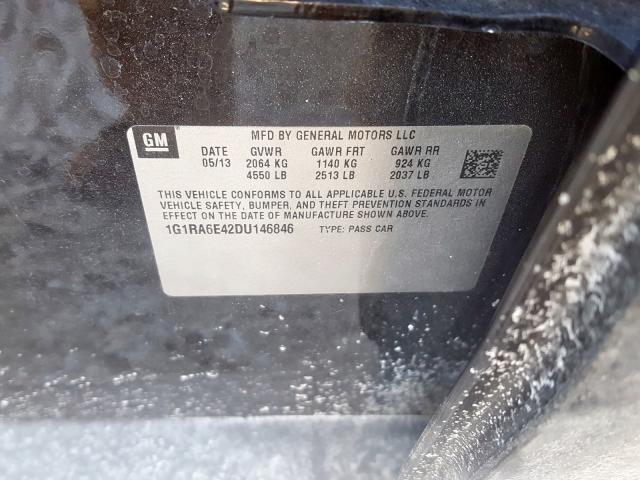 GM
MFD BY GENERAL MOTORS LLC
DATE GVWR GAWR FRT GAWR RR
05/13 2064 KG 1140 KG 924 KG
4550 LB 2513 LB 2037 LB
THIS VEHICLE CONFORMS TO ALL APPLICABLE U.S. FEDERAL MOTOR
VEHICLE SAFETY, BUMPER, AND THEFT PREVENTION STANDARDS
IN EFFECT ON THE DATE OF MANUFACTURE SHOWN ABOVE.
1G1RA6E42DU146846 TYPE: PASS CAR